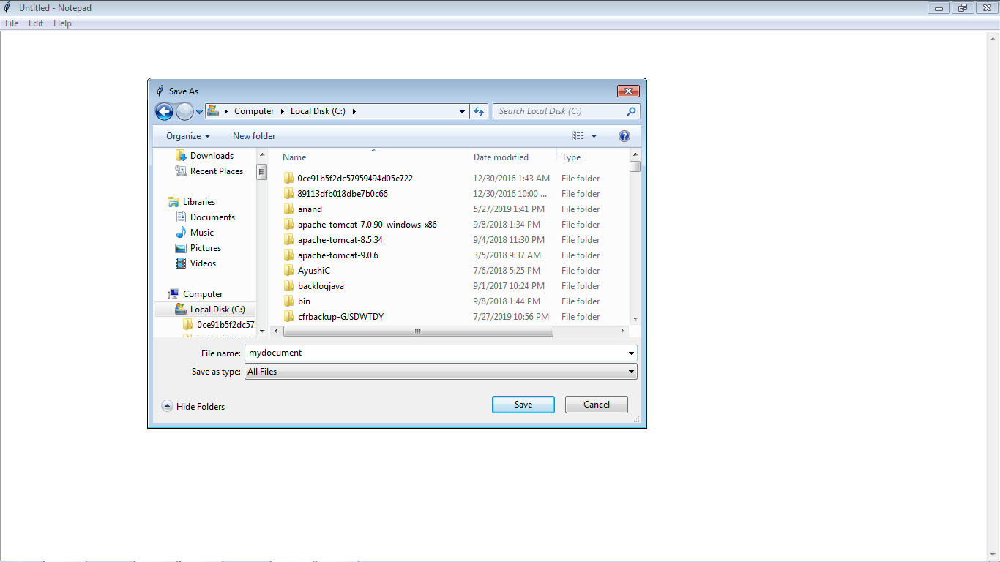 Untitled - Notepad
File Edit Help
Save As
Computer Local Disk (C:) Search Local Disk (C:)
Organize New folder
Downloads
Recent Places
Libraries
Documents
Music
Pictures
Videos
Computer
Local Disk (C:)
0ce91b5f2dc579
Name Date modified Type
0ce91b5f2dc57959494d05e722 12/30/2016 1:43 AM File folder
89113dfb018dbe7b0c66 12/30/2016 10:00 ... File folder
anand 5/27/2019 1:41 PM File folder
apache-tomcat-7.0.90-windows-x86 9/8/2018 1:34 PM File folder
apache-tomcat-8.5.34 9/4/2018 11:30 PM File folder
apache-tomcat-9.0.6 3/5/2018 9:37 AM File folder
AyushiC 7/6/2018 5:25 PM File folder
backlogjava 9/1/2017 10:24 PM File folder
bin 9/8/2018 1:44 PM File folder
cfrbackup-GJSDWTDY 7/27/2019 10:56 PM File folder
File name: mydocument
Save as type: All Files
Hide Folders Save Cancel